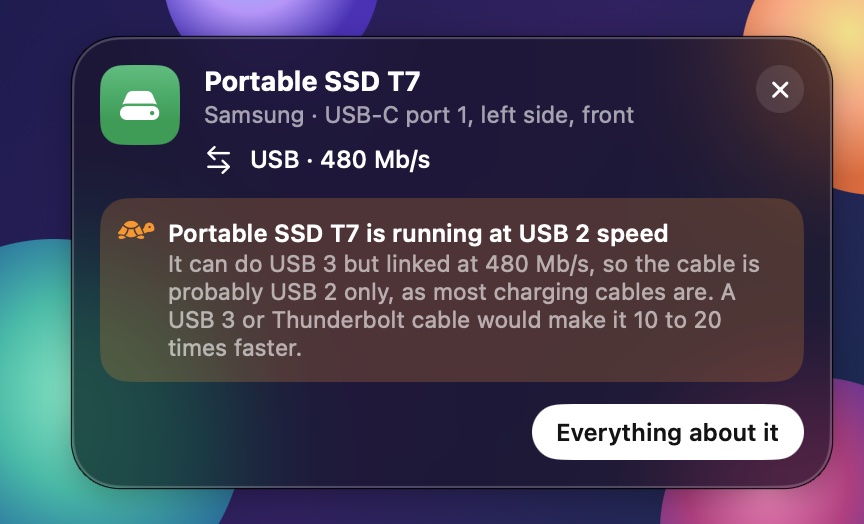 Portable SSD T7
Samsung · USB-C port 1, left side, front
USB · 480 Mb/s
Portable SSD T7 is running at USB 2 speed
It can do USB 3 but linked at 480 Mb/s, so the cable is
probably USB 2 only, as most charging cables are. A
USB 3 or Thunderbolt cable would make it 10 to 20
times faster.
Everything about it